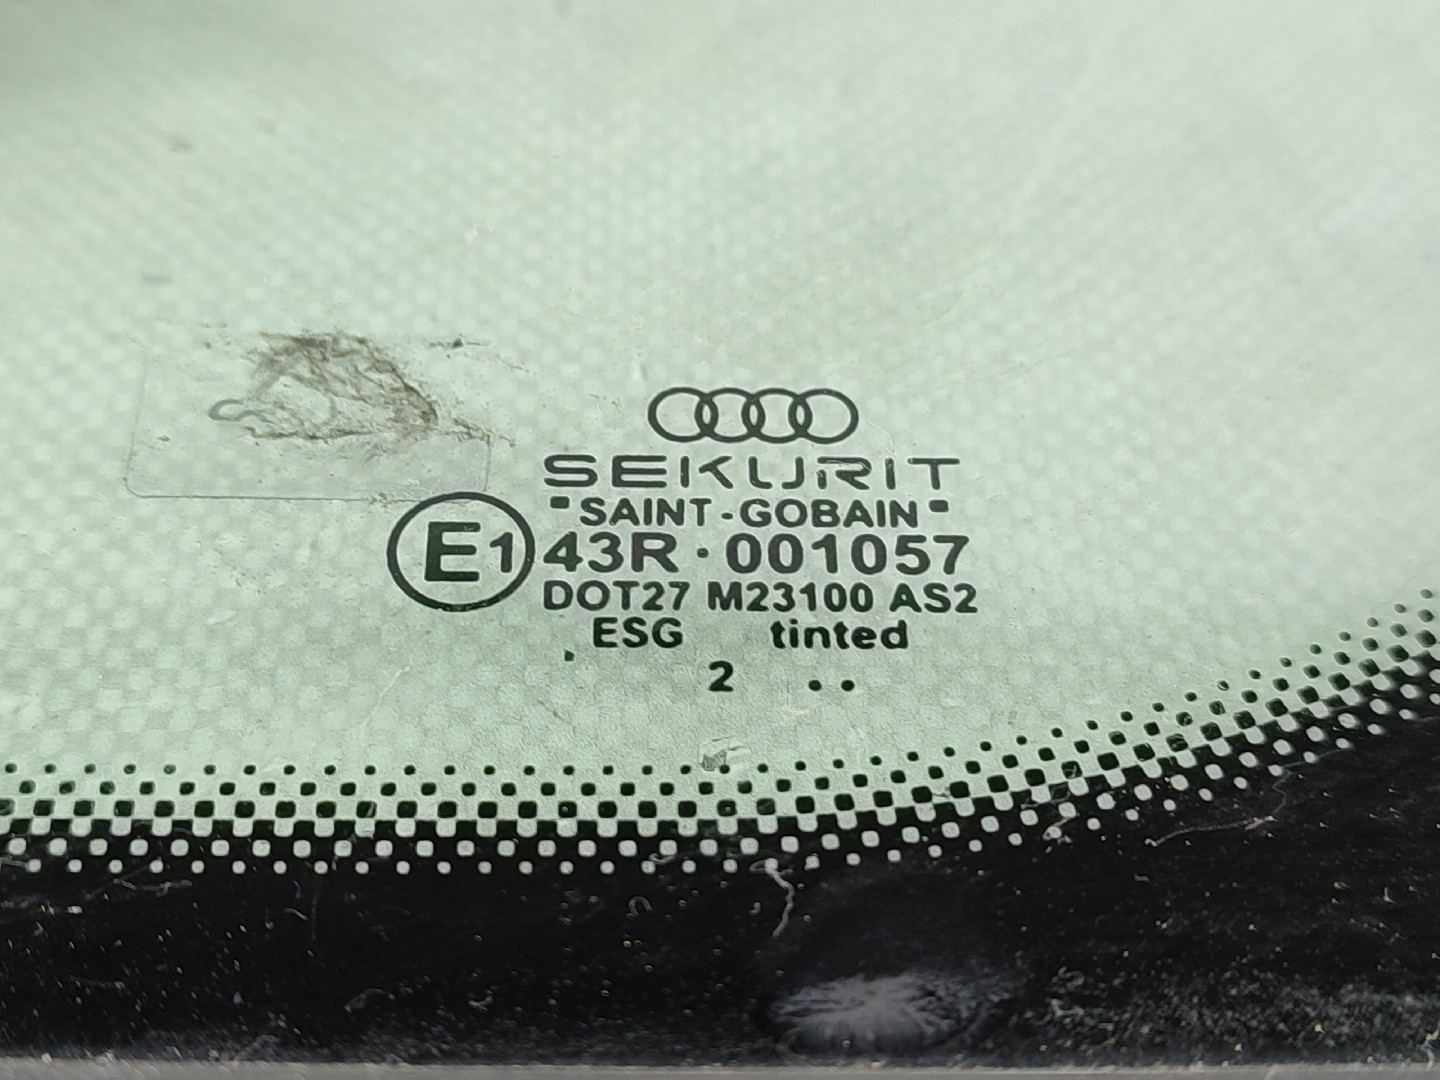 SEKURIT
"SAINT-GOBAIN"
E1 43R·001057
DOT27 M23100 AS2
ESG tinted
2 ..